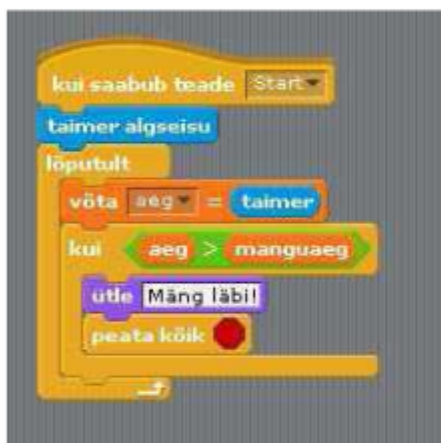 kui saabub teade Start
taimer algseisu
lõputult
võta aeg = taimer
kui aeg > manguaeg
ütle Mäng läbi!
peata kõik